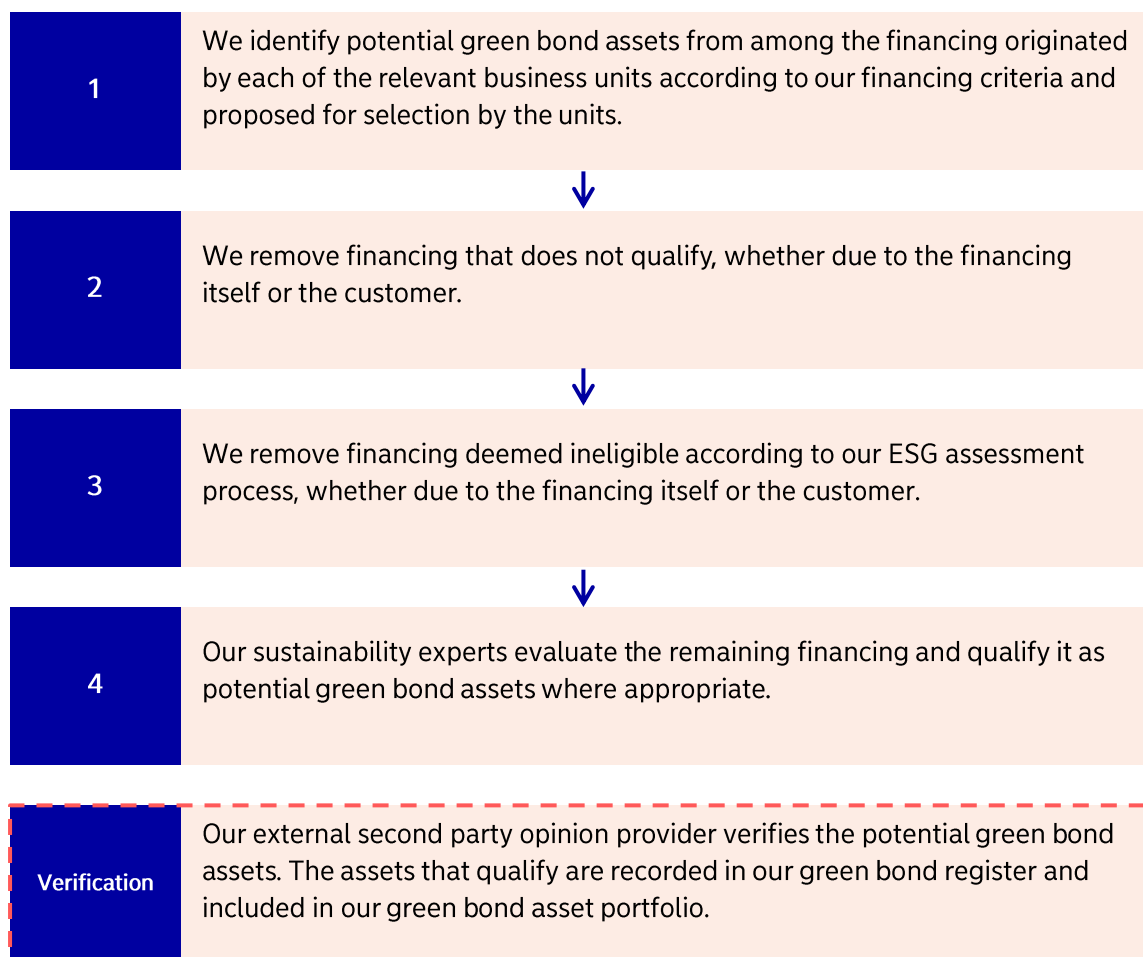 1
We identify potential green bond assets from among the financing originated
by each of the relevant business units according to our financing criteria and
proposed for selection by the units.
2
We remove financing that does not qualify, whether due to the financing
itself or the customer.
3
We remove financing deemed ineligible according to our ESG assessment
process, whether due to the financing itself or the customer.
4
Our sustainability experts evaluate the remaining financing and qualify it as
potential green bond assets where appropriate.
Verification
Our external second party opinion provider verifies the potential green bond
assets. The assets that qualify are recorded in our green bond register and
included in our green bond asset portfolio.